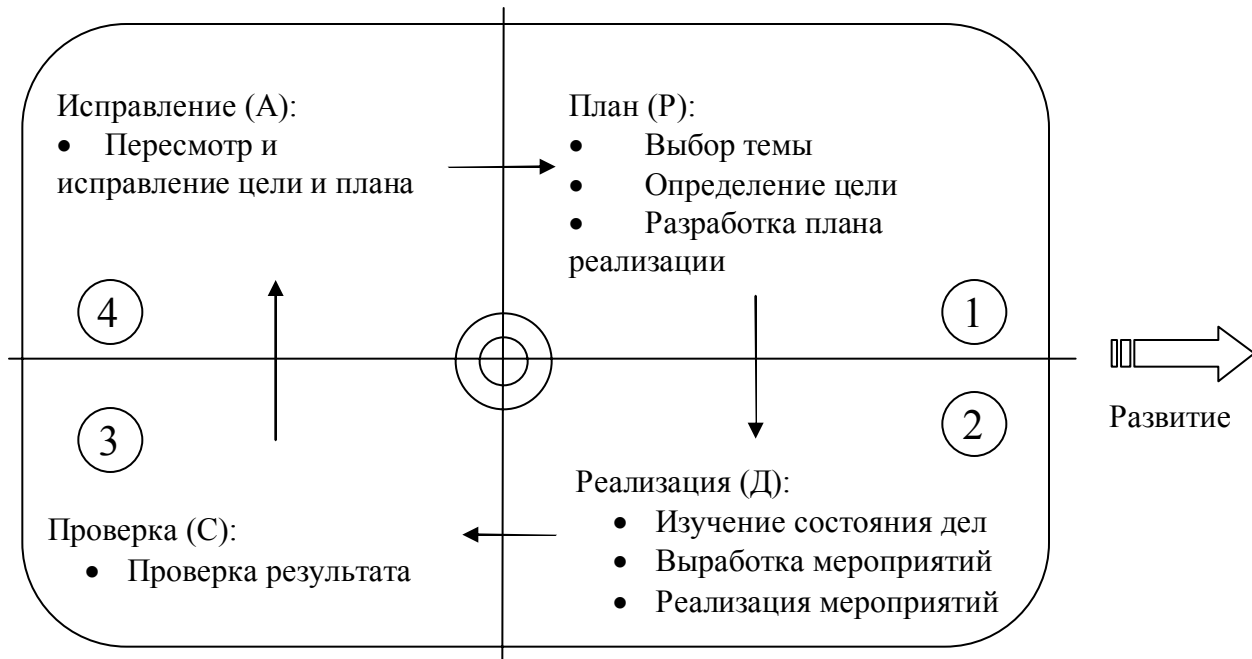 Исправление (А):
• Пересмотр и
исправление цели и плана
4
План (Р):
• Выбор темы
• Определение цели
• Разработка плана
реализации
1
2
Реализация (Д):
• Изучение состояния дел
• Выработка мероприятий
• Реализация мероприятий
3
Проверка (С):
• Проверка результата
Развитие